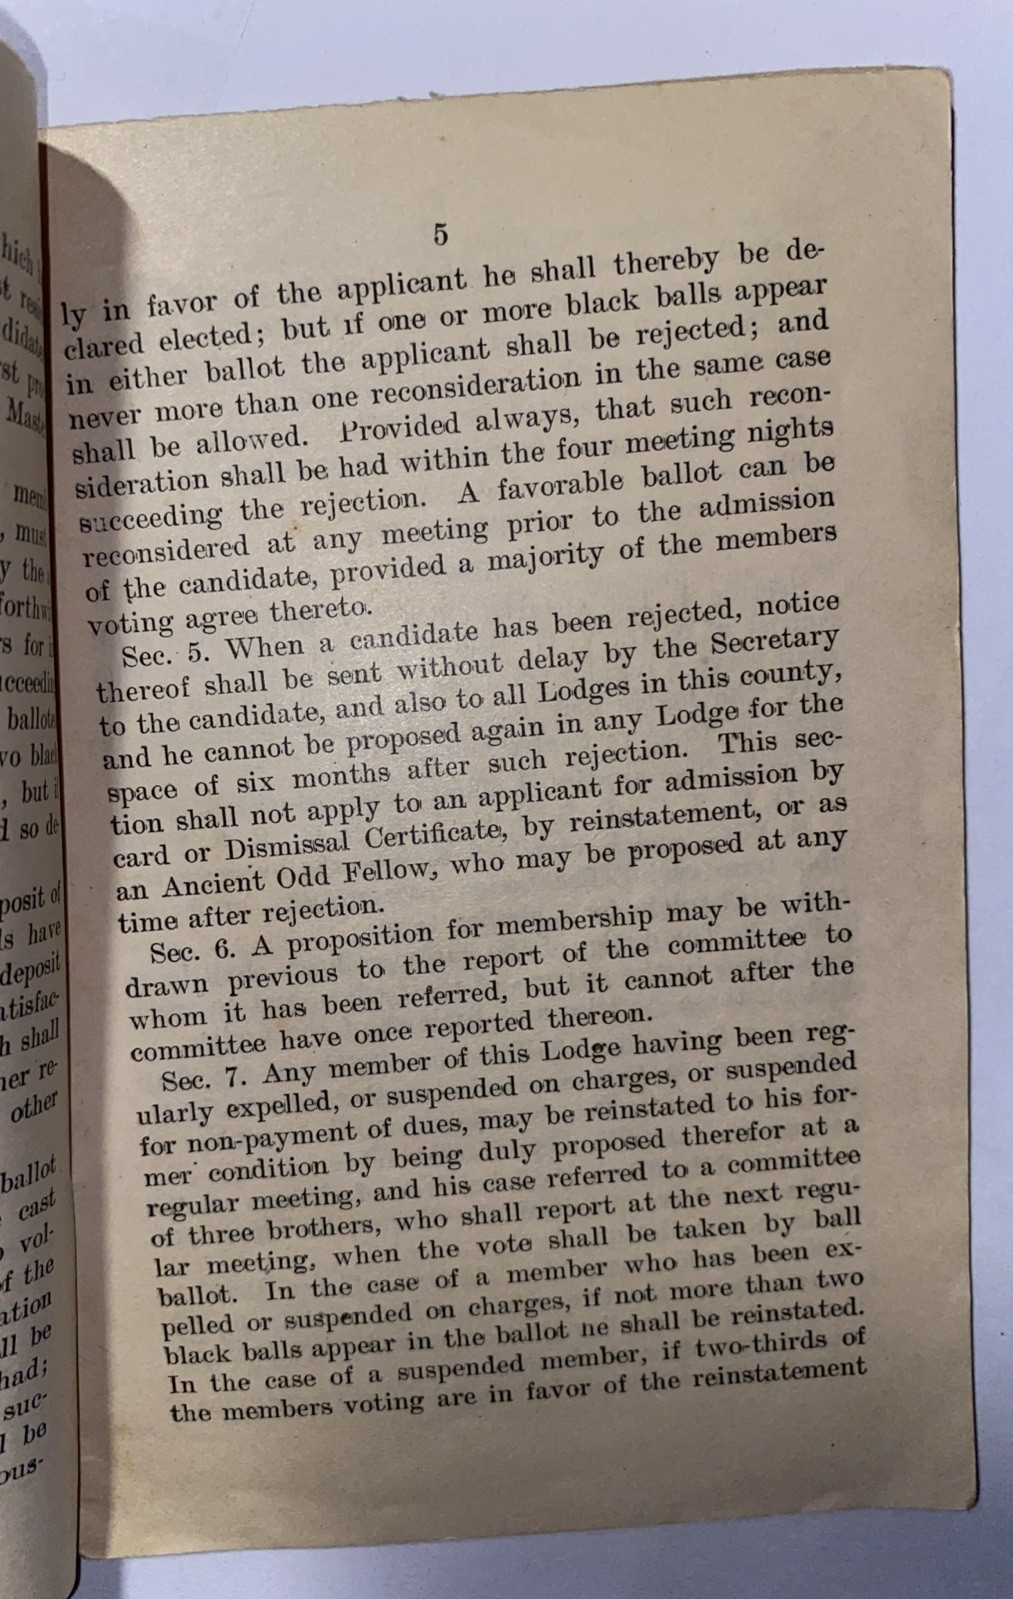 5
ly in favor of the applicant he shall thereby be de-
clared elected; but if one or more black balls appear
in either ballot the applicant shall be rejected; and
never more than one reconsideration in the same case
shall be allowed. Provided always, that such recon-
sideration shall be had within the four meeting nights
succeeding the rejection. A favorable ballot can be
reconsidered at any meeting prior to the admission
of the candidate, provided a majority of the members
voting agree thereto.
Sec. 5. When a candidate has been rejected, notice
thereof shall be sent without delay by the Secretary
to the candidate, and also to all Lodges in this county,
and he cannot be proposed again in any Lodge for the
space of six months after such rejection. This sec-
tion shall not apply to an applicant for admission by
card or Dismissal Certificate, by reinstatement, or as
an Ancient Odd Fellow, who may be proposed at any
time after rejection.
Sec. 6. A proposition for membership may be with-
drawn previous to the report of the committee to
whom it has been referred, but it cannot after the
committee have once reported thereon.
Sec. 7. Any member of this Lodge having been reg-
ularly expelled, or suspended on charges, or suspended
for non-payment of dues, may be reinstated to his for-
mer condition by being duly proposed therefor at a
regular meeting, and his case referred to a committee
of three brothers, who shall report at the next regu-
lar meeting, when the vote shall be taken by ball
ballot. In the case of a member who has been ex-
pelled or suspended on charges, if not more than two
black balls appear in the ballot he shall be reinstated.
In the case of a suspended member, if two-thirds of
the members voting are in favor of the reinstatement